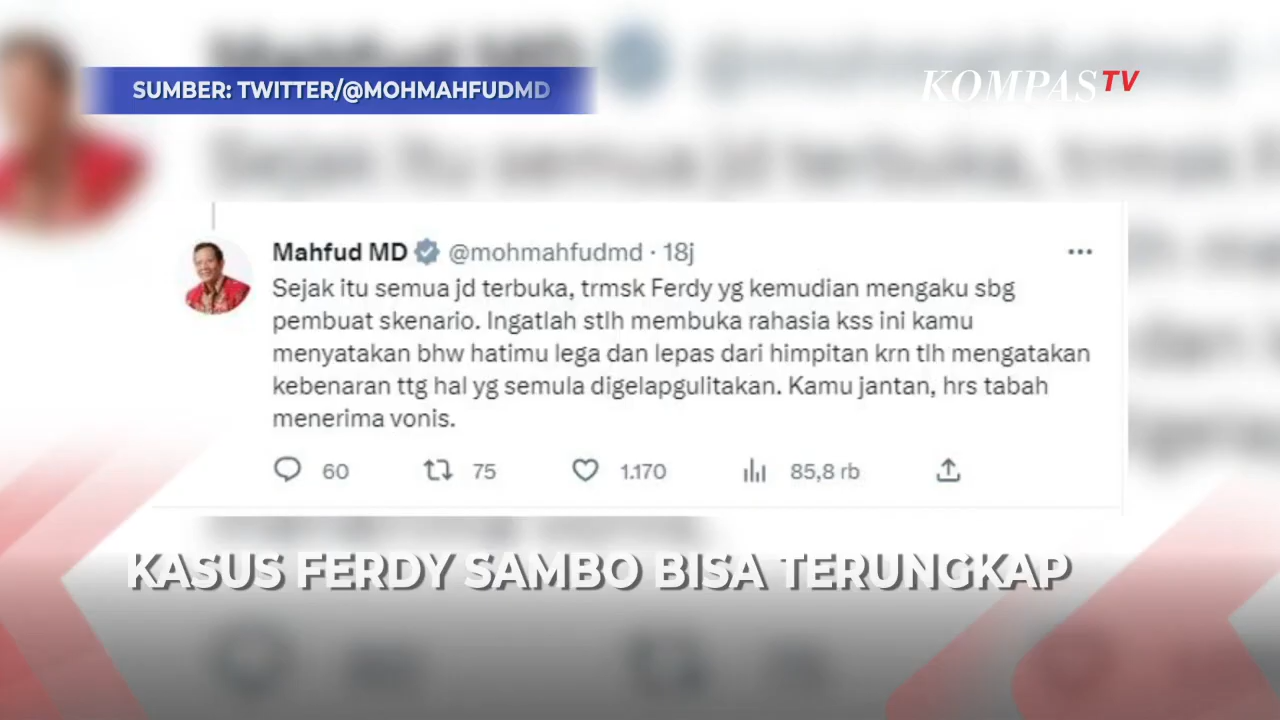 SUMBER: TWITTER/@MOHMAHFUDMD
KOMPAS TV
Mahfud MD @mohmahfudmd · 18j
Sejak itu semua jd terbuka, trmsk Ferdy yg kemudian mengaku sbg
pembuat skenario. Ingatlah stlh membuka rahasia kss ini kamu
menyatakan bhw hatimu lega dan lepas dari himpitan krn tlh mengatakan
kebenaran ttg hal yg semula digelapgulitakan. Kamu jantan, hrs tabah
menerima vonis.
60 75 1.170 85,8 rb
KASUS FERDY SAMBO BISA TERUNGKAP